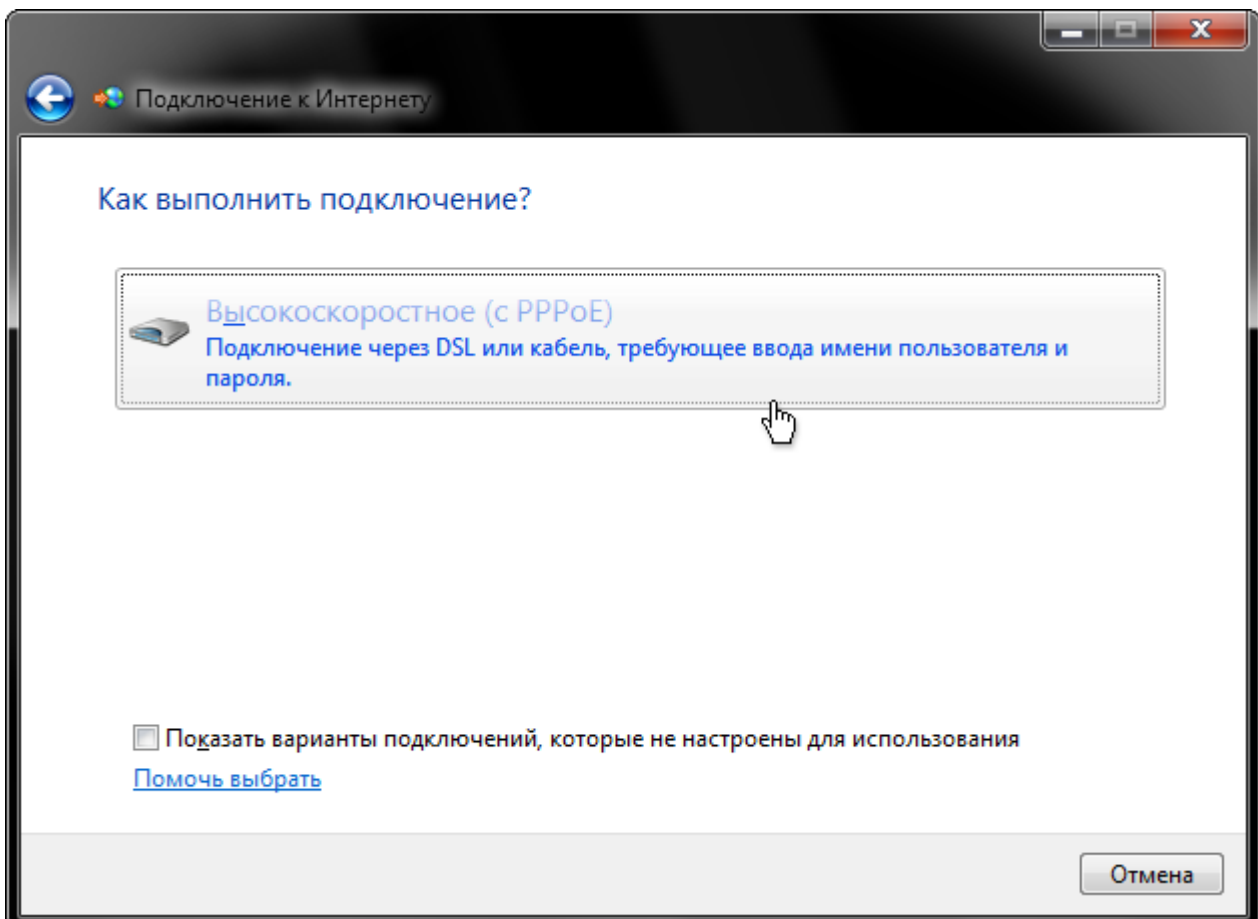 Подключение к Интернету
Как выполнить подключение?
Высокоскоростное (с PPPoE)
Подключение через DSL или кабель, требующее ввода имени пользователя и
пароля.
Показать варианты подключений, которые не настроены для использования
Помочь выбрать
Отмена